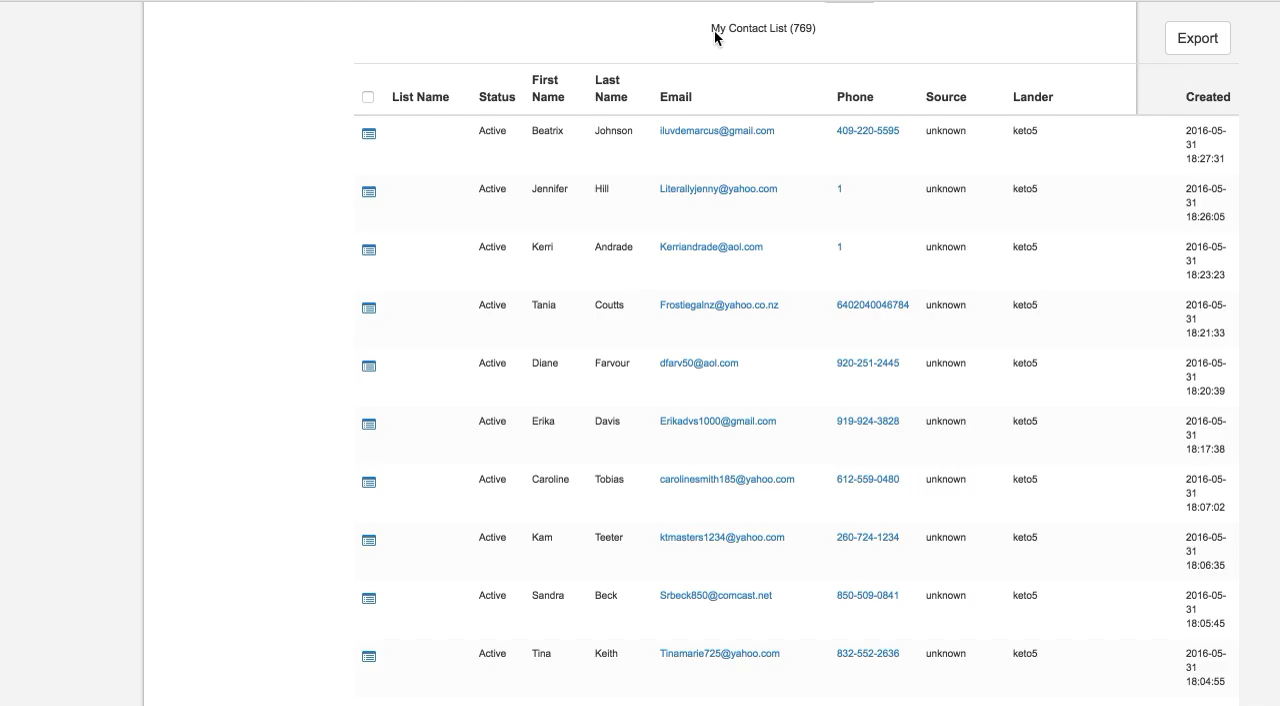 My Contact List (769)
Export
List Name Status First Name Last Name Email Phone Source Lander Created
Active Beatrix Johnson iluvdemarcus@gmail.com 409-220-5595 unknown keto5 2016-05-31 18:27:31
Active Jennifer Hill Literallyjenny@yahoo.com 1 unknown keto5 2016-05-31 18:26:05
Active Kerri Andrade Kerriandrade@aol.com 1 unknown keto5 2016-05-31 18:23:23
Active Tania Coutts Frostiegalnz@yahoo.co.nz 6402040046784 unknown keto5 2016-05-31 18:21:33
Active Diane Farvour dfarv50@aol.com 920-251-2445 unknown keto5 2016-05-31 18:20:39
Active Erika Davis Erikadvs1000@gmail.com 919-924-3828 unknown keto5 2016-05-31 18:17:38
Active Caroline Tobias carolinesmith185@yahoo.com 612-559-0480 unknown keto5 2016-05-31 18:07:02
Active Kam Teeter ktmasters1234@yahoo.com 260-724-1234 unknown keto5 2016-05-31 18:06:35
Active Sandra Beck Srbeck850@comcast.net 850-509-0841 unknown keto5 2016-05-31 18:05:45
Active Tina Keith Tinamarie725@yahoo.com 832-552-2636 unknown keto5 2016-05-31 18:04:55